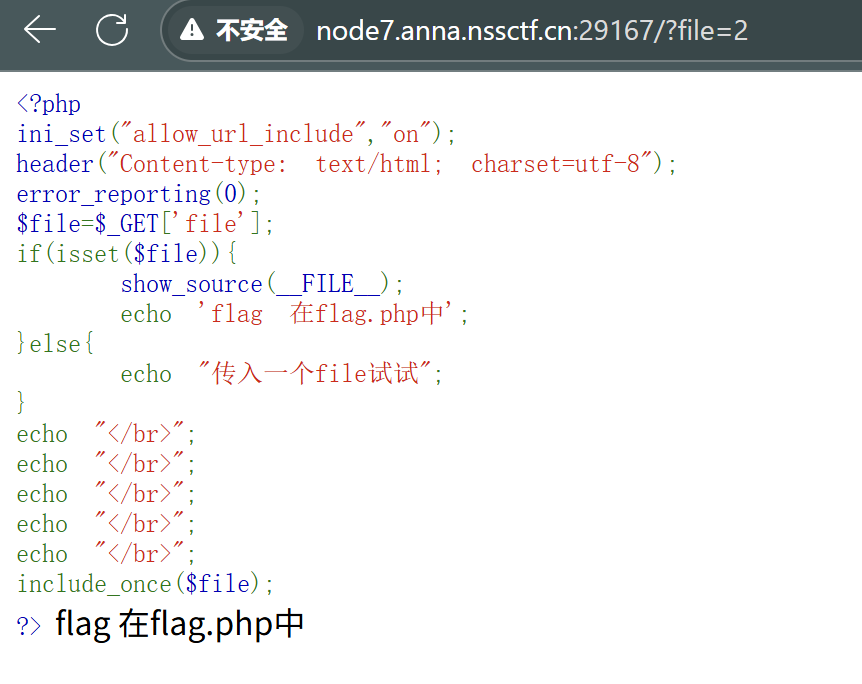 不安全 node7.anna.nssctf.cn:29167/?file=2
<?php
ini_set("allow_url_include","on");
header("Content-type: text/html; charset=utf-8");
error_reporting(0);
$file=$_GET['file'];
if(isset($file)){
show_source(__FILE__);
echo 'flag 在flag.php中';
}else{
echo "传入一个file试试";
}
echo "</br>";
echo "</br>";
echo "</br>";
echo "</br>";
echo "</br>";
include_once($file);
?> flag 在flag.php中